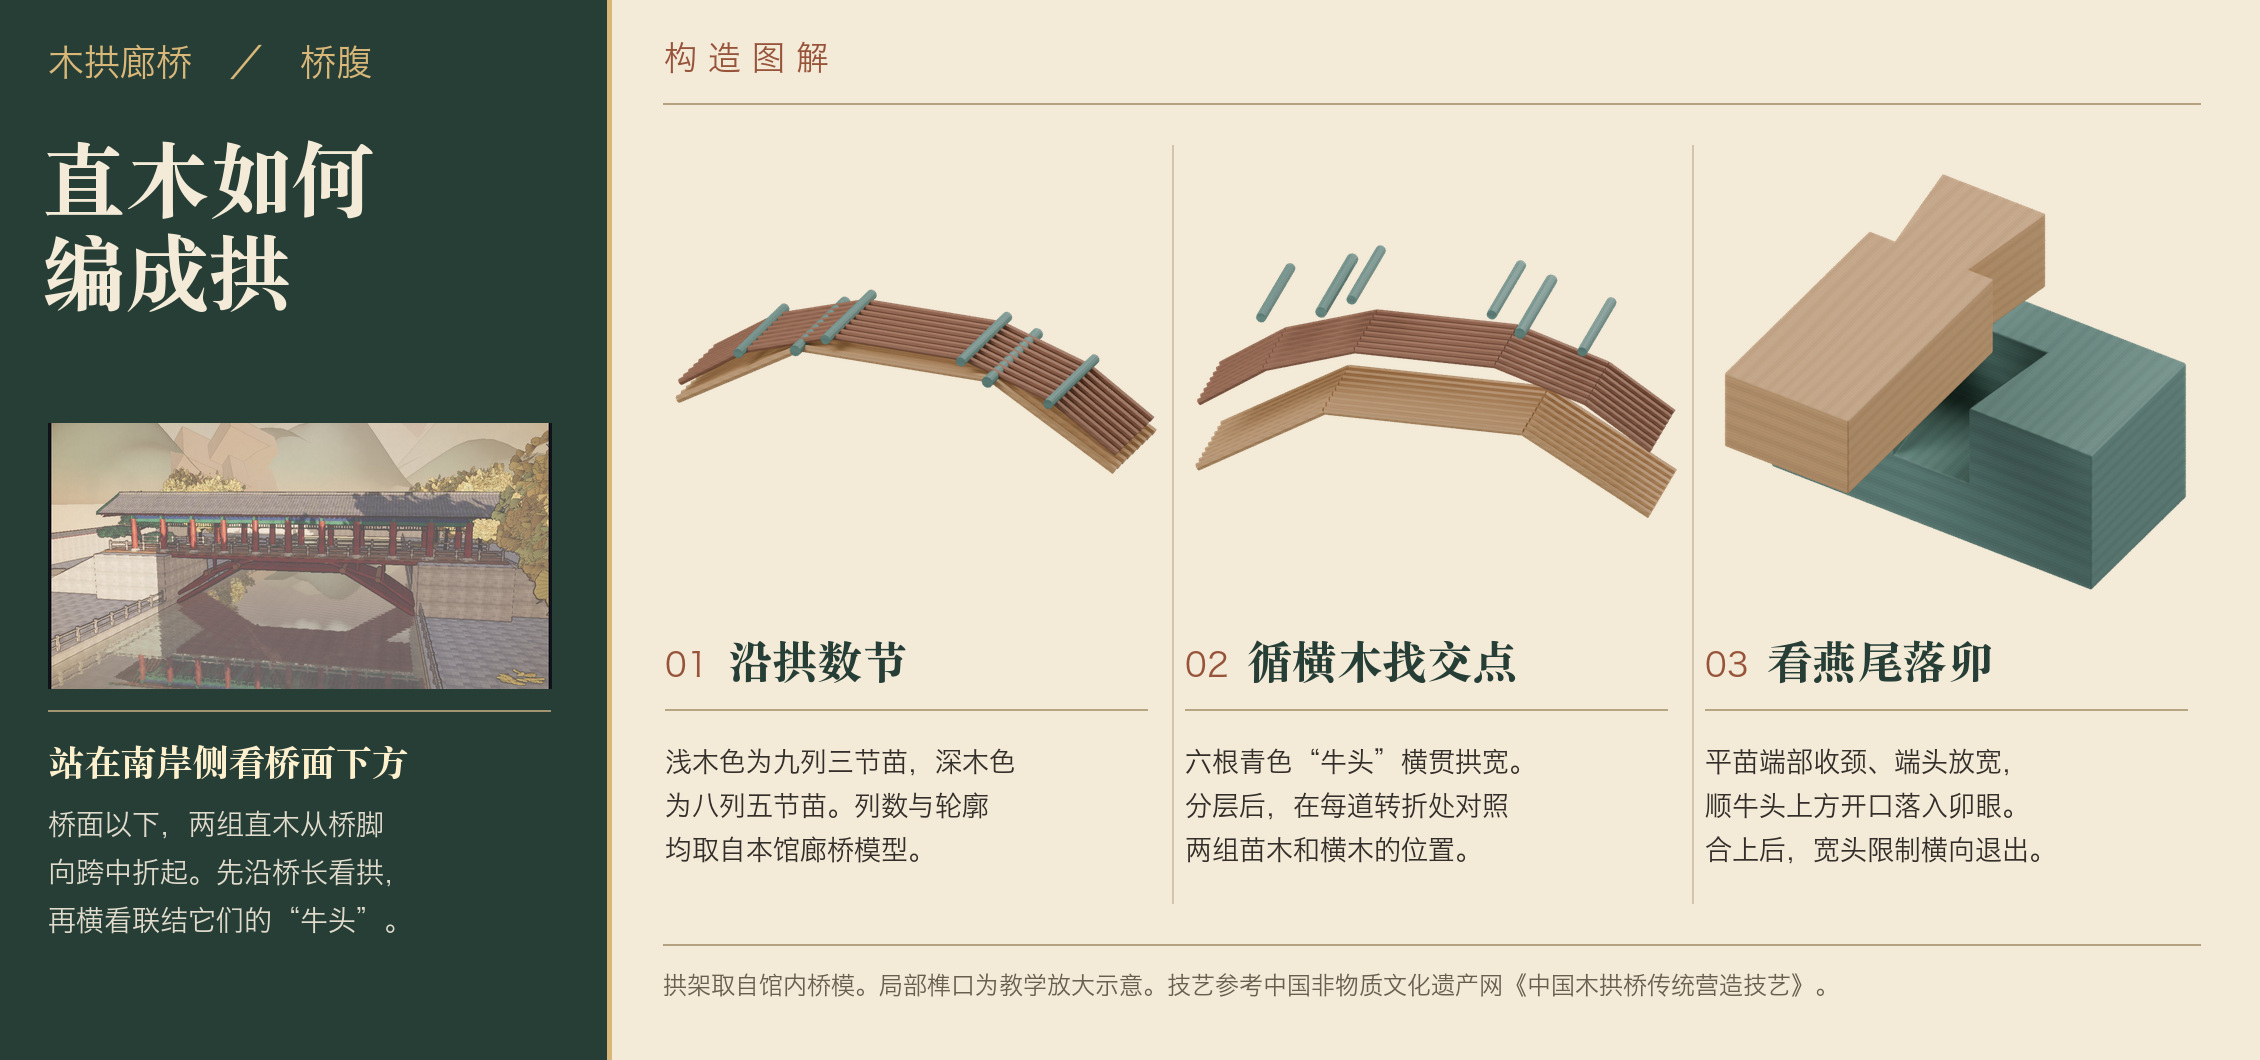 木拱廊桥 ／ 桥腹
直木如何
编成拱
站在南岸侧看桥面下方
桥面以下，两组直木从桥脚
向跨中折起。先沿桥长看拱，
再横看联结它们的“牛头”。
构造图解
01 沿拱数节
浅木色为九列三节苗，深木色
为八列五节苗。列数与轮廓
均取自本馆廊桥模型。
02 循横木找交点
六根青色“牛头”横贯拱宽。
分层后，在每道转折处对照
两组苗木和横木的位置。
03 看燕尾落卯
平苗端部收颈、端头放宽，
顺牛头上方开口落入卯眼。
合上后，宽头限制横向退出。
拱架取自馆内桥模。局部榫口为教学放大示意。技艺参考中国非物质文化遗产网《中国木拱桥传统营造技艺》。